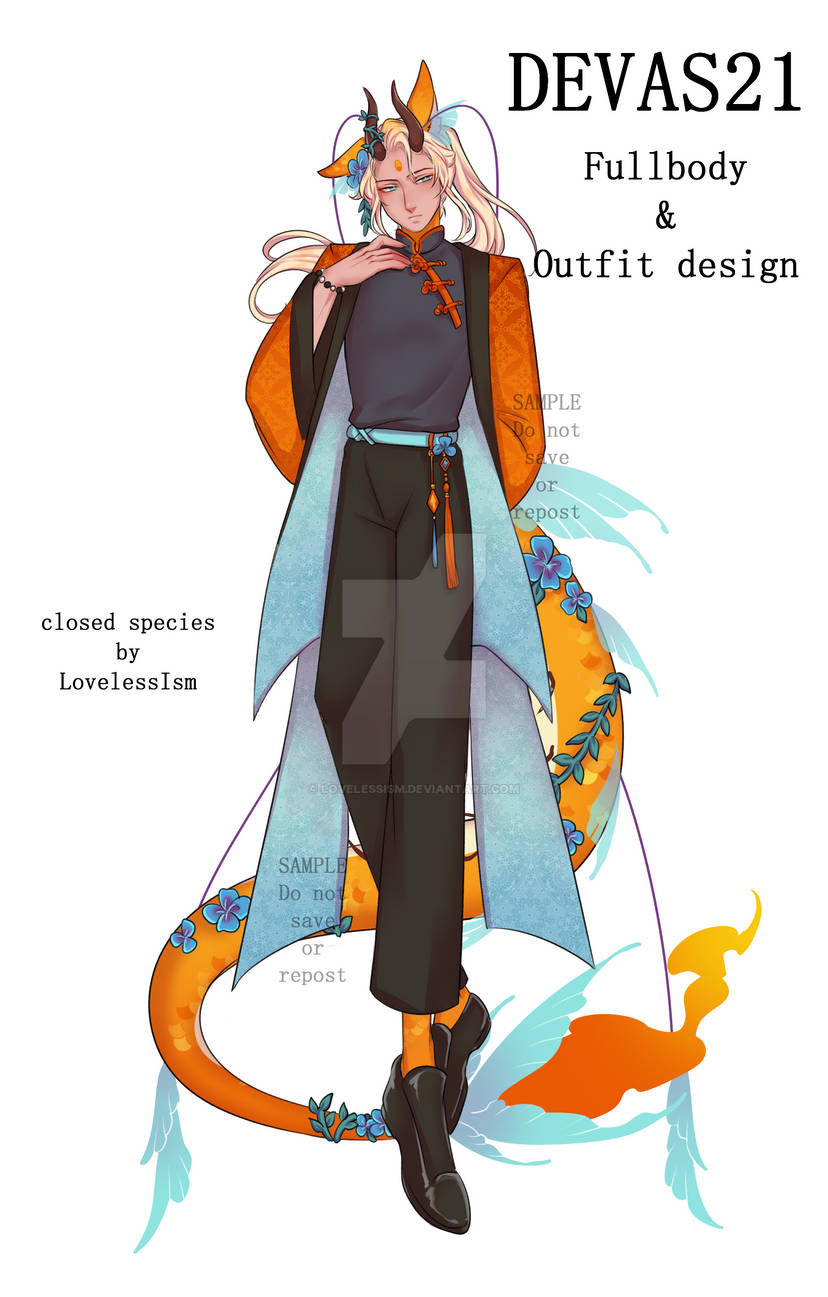 DEVAS21
Fullbody
&
Outfit design
SAMPLE
Do not
save
or
repost
closed species
by
LovelessIsm
© LOVELESSISM.DEVIANTART.COM
SAMPLE
Do not
save
or
repost